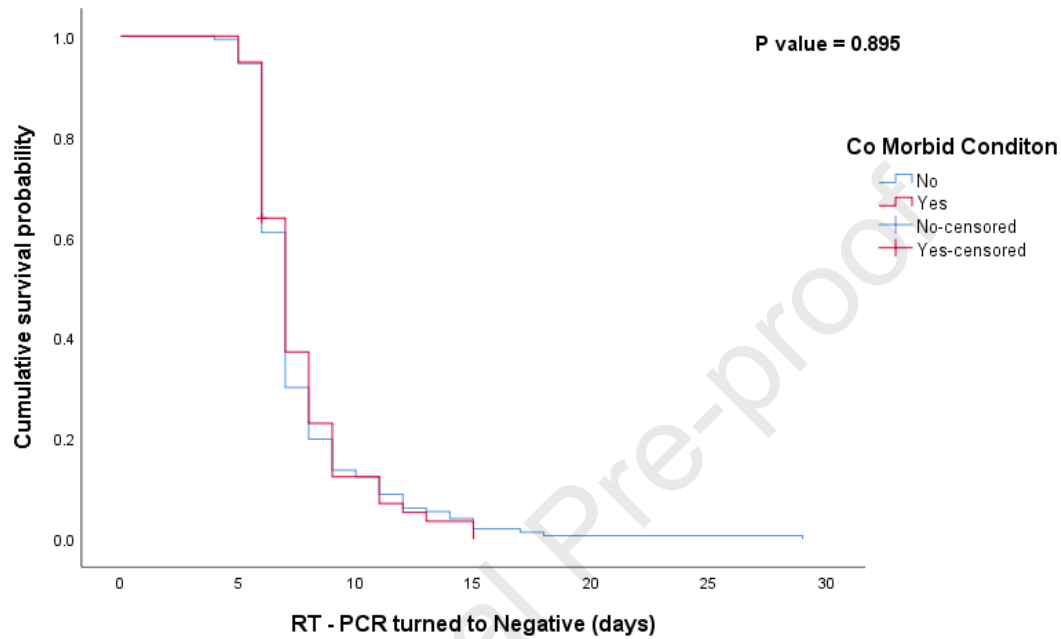 P value = 0.895
Cumulative survival probability
1.0
0.8
0.6
0.4
0.2
0.0
0 5 10 15 20 25 30
RT - PCR turned to Negative (days)
Co Morbid Conditon
No
Yes
No-censored
Yes-censored
al Pre-proof